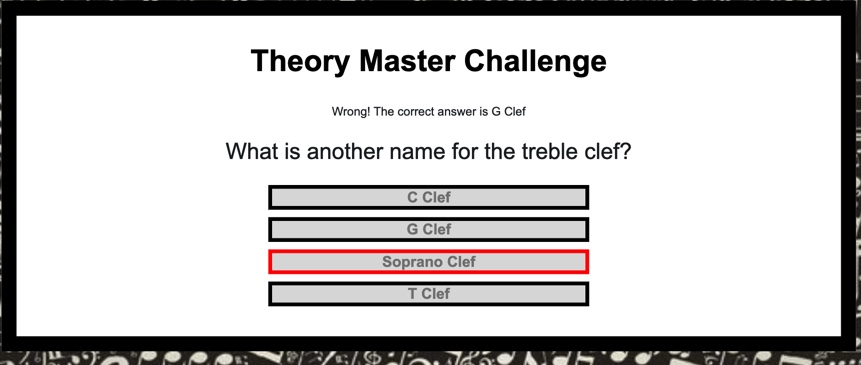 Theory Master Challenge
Wrong! The correct answer is G Clef
What is another name for the treble clef?
C Clef
G Clef
Soprano Clef
T Clef